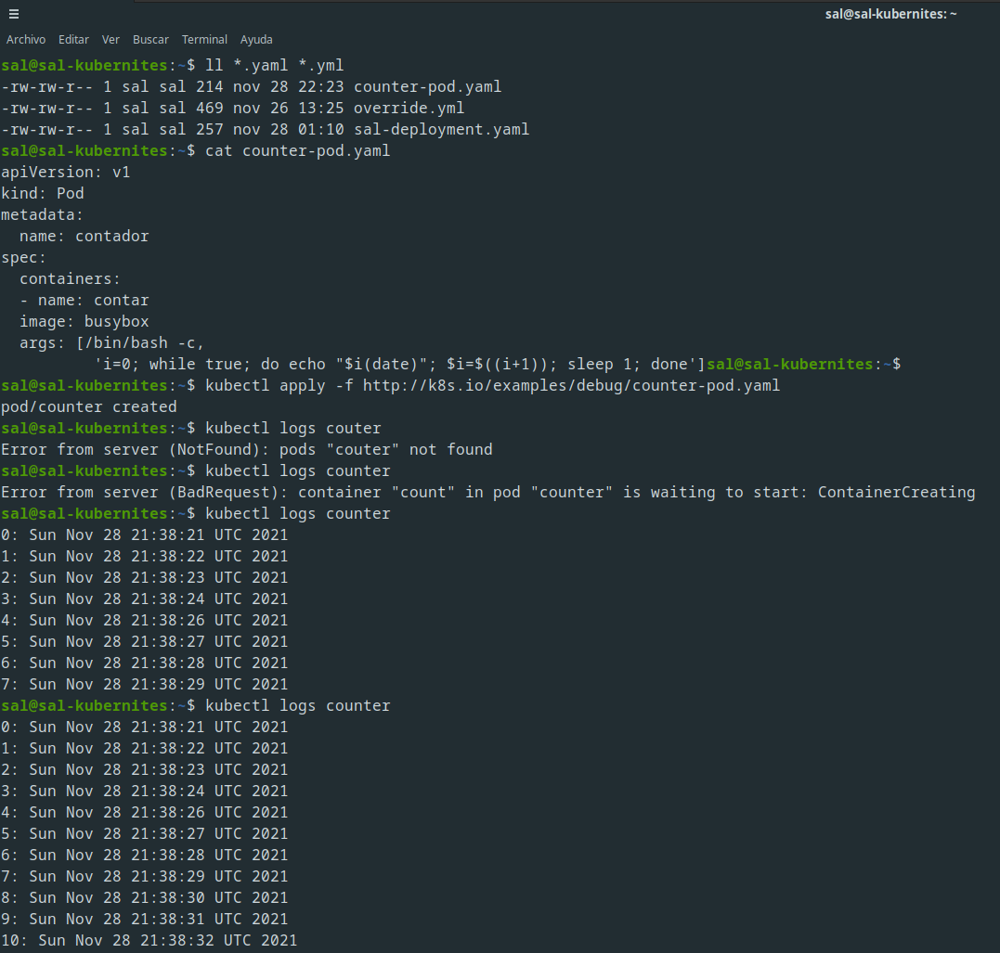 sal@sal-kubernites: ~
Archivo Editar Ver Buscar Terminal Ayuda
sal@sal-kubernites:~$ ll *.yaml *.yml
-rw-rw-r-- 1 sal sal 214 nov 28 22:23 counter-pod.yaml
-rw-rw-r-- 1 sal sal 469 nov 26 13:25 override.yml
-rw-rw-r-- 1 sal sal 257 nov 28 01:10 sal-deployment.yaml
sal@sal-kubernites:~$ cat counter-pod.yaml
apiVersion: v1
kind: Pod
metadata:
  name: contador
spec:
  containers:
  - name: contar
  image: busybox
  args: [/bin/bash -c,
          'i=0; while true; do echo "$i(date)"; $i=$((i+1)); sleep 1; done']sal@sal-kubernites:~$
sal@sal-kubernites:~$ kubectl apply -f http://k8s.io/examples/debug/counter-pod.yaml
pod/counter created
sal@sal-kubernites:~$ kubectl logs couter
Error from server (NotFound): pods "couter" not found
sal@sal-kubernites:~$ kubectl logs counter
Error from server (BadRequest): container "count" in pod "counter" is waiting to start: ContainerCreating
sal@sal-kubernites:~$ kubectl logs counter
0: Sun Nov 28 21:38:21 UTC 2021
1: Sun Nov 28 21:38:22 UTC 2021
2: Sun Nov 28 21:38:23 UTC 2021
3: Sun Nov 28 21:38:24 UTC 2021
4: Sun Nov 28 21:38:26 UTC 2021
5: Sun Nov 28 21:38:27 UTC 2021
6: Sun Nov 28 21:38:28 UTC 2021
7: Sun Nov 28 21:38:29 UTC 2021
sal@sal-kubernites:~$ kubectl logs counter
0: Sun Nov 28 21:38:21 UTC 2021
1: Sun Nov 28 21:38:22 UTC 2021
2: Sun Nov 28 21:38:23 UTC 2021
3: Sun Nov 28 21:38:24 UTC 2021
4: Sun Nov 28 21:38:26 UTC 2021
5: Sun Nov 28 21:38:27 UTC 2021
6: Sun Nov 28 21:38:28 UTC 2021
7: Sun Nov 28 21:38:29 UTC 2021
8: Sun Nov 28 21:38:30 UTC 2021
9: Sun Nov 28 21:38:31 UTC 2021
10: Sun Nov 28 21:38:32 UTC 2021